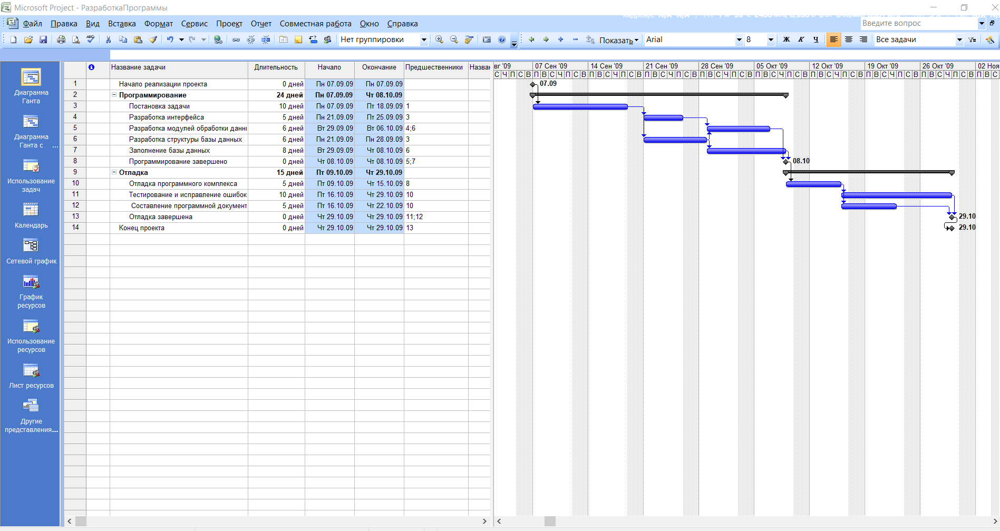 Microsoft Project - РазработкаПрограммы
Файл Правка Вид Вставка Формат Сервис Проект Отчет Совместная работа Окно Справка
Введите вопрос
Нет группировки
Показать
Arial
8
Ж К Ч
Все задачи
Диаграмма
Ганта
Диаграмма
Ганта с ...
Использование
задач
Календарь
Сетевой график
График
ресурсов
Использование
ресурсов
Лист ресурсов
Другие
представления...
Название задачи Длительность Начало Окончание Предшественники Назван
1 Начало реализации проекта 0 дней Пн 07.09.09 Пн 07.09.09
2 Программирование 24 дней Пн 07.09.09 Чт 08.10.09
3 Постановка задачи 10 дней Пн 07.09.09 Пт 18.09.09 1
4 Разработка интерфейса 5 дней Пн 21.09.09 Пт 25.09.09 3
5 Разработка модулей обработки данн 6 дней Вт 29.09.09 Вт 06.10.09 4;6
6 Разработка структуры базы данных 6 дней Пн 21.09.09 Пн 28.09.09 3
7 Заполнение базы данных 8 дней Вт 29.09.09 Чт 08.10.09 6
8 Программирование завершено 0 дней Чт 08.10.09 Чт 08.10.09 5;7
9 Отладка 15 дней Пт 09.10.09 Чт 29.10.09
10 Отладка программного комплекса 5 дней Пт 09.10.09 Чт 15.10.09 8
11 Тестирование и исправление ошибок 10 дней Пт 16.10.09 Чт 29.10.09 10
12 Составление программной документ 5 дней Пт 16.10.09 Чт 22.10.09 10
13 Отладка завершена 0 дней Чт 29.10.09 Чт 29.10.09 11;12
14 Конец проекта 0 дней Чт 29.10.09 Чт 29.10.09 13
вг '09 07 Сен '09 14 Сен '09 21 Сен '09 28 Сен '09 05 Окт '09 12 Окт '09 19 Окт '09 26 Окт '09 02 Ноя
С Ч П С В П В С Ч П С В П В С Ч П С В П В С Ч П С В П В С Ч П С В П В С Ч П С В П В С Ч П С В П В С Ч П С В П В С Ч П С В П В С
07.09
08.10
29.10
29.10